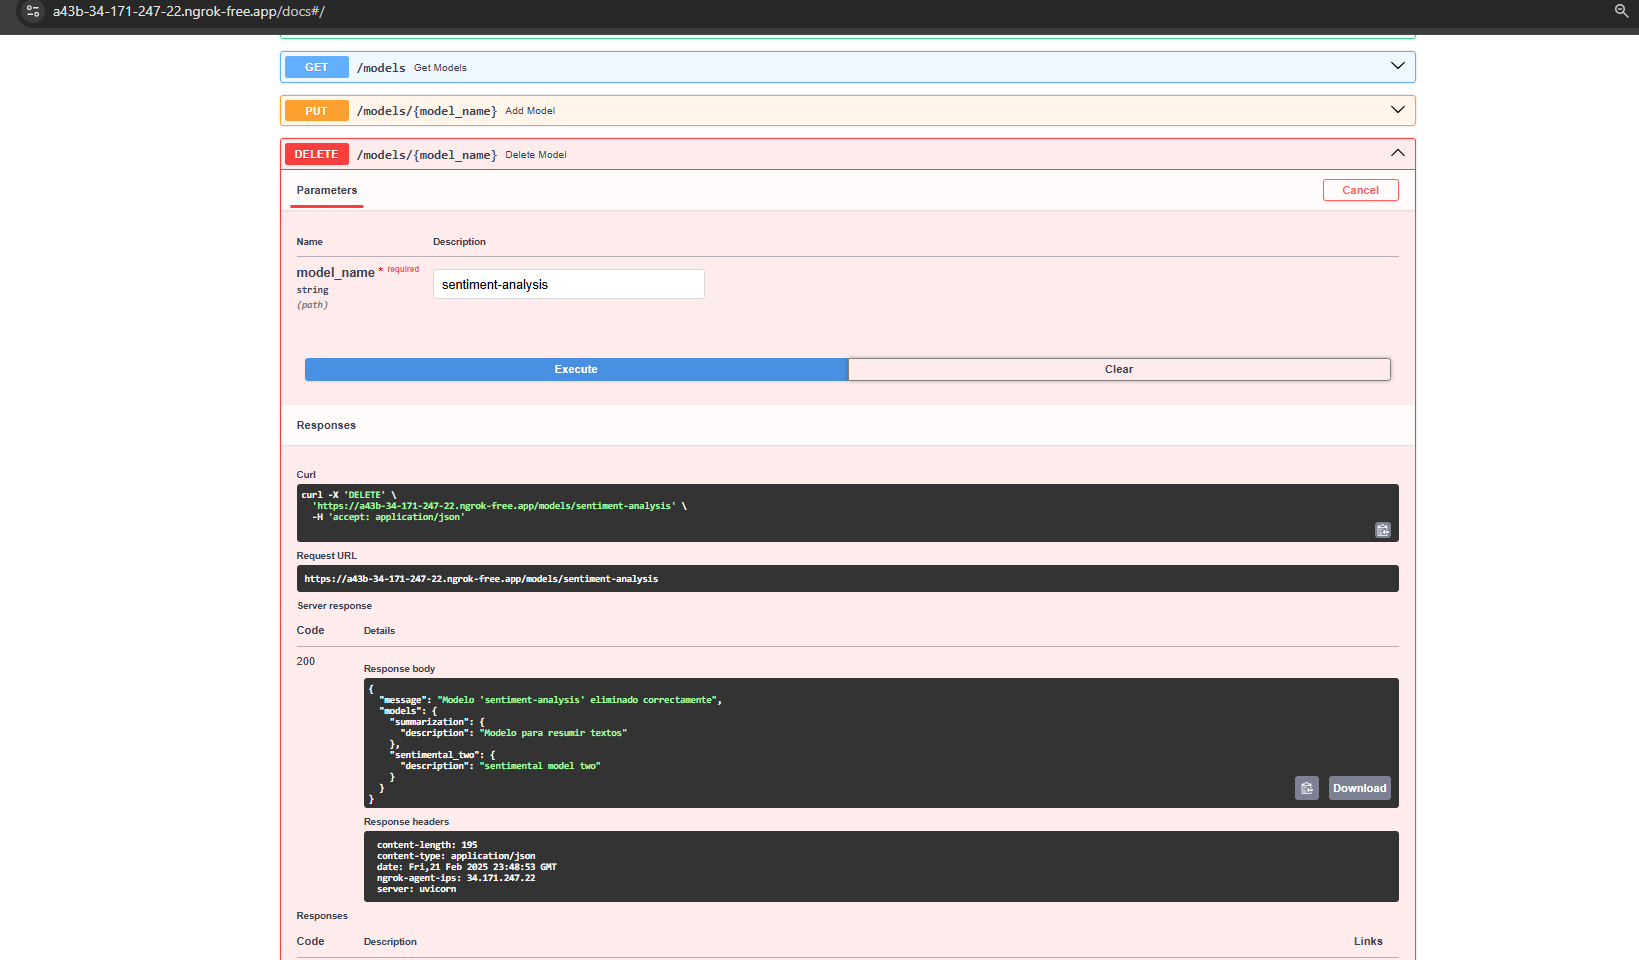 a43b-34-171-247-22.ngrok-free.app/docs#/
GET /models Get Models
PUT /models/{model_name} Add Model
DELETE /models/{model_name} Delete Model
Parameters Cancel
Name Description
model_name * required
string
(path)
sentiment-analysis
Execute Clear
Responses
Curl
curl -X 'DELETE' \
'https://a43b-34-171-247-22.ngrok-free.app/models/sentiment-analysis' \
-H 'accept: application/json'
Request URL
https://a43b-34-171-247-22.ngrok-free.app/models/sentiment-analysis
Server response
Code Details
200
Response body
{
"message": "Modelo 'sentiment-analysis' eliminado correctamente",
"models": {
"summarization": {
"description": "Modelo para resumir textos"
},
"sentimental_two": {
"description": "sentimental model two"
}
}
}
Download
Response headers
content-length: 195
content-type: application/json
date: Fri,21 Feb 2025 23:48:53 GMT
ngrok-agent-ips: 34.171.247.22
server: uvicorn
Responses
Code Description Links